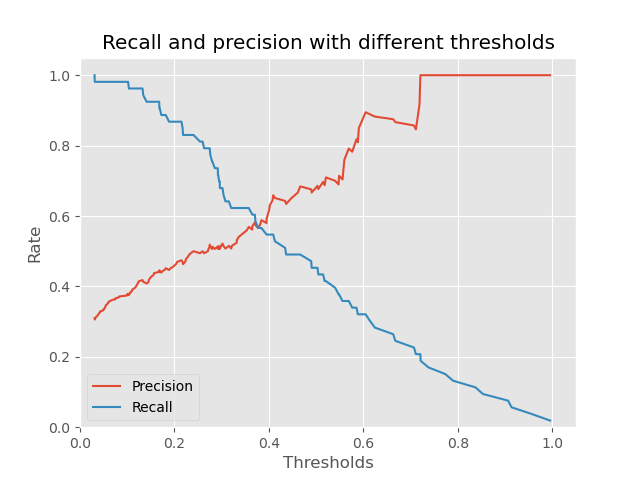 Recall and precision with different thresholds
1.0
0.8
0.6
0.4
0.2
0.0
Rate
Precision
Recall
0.0 0.2 0.4 0.6 0.8 1.0
Thresholds